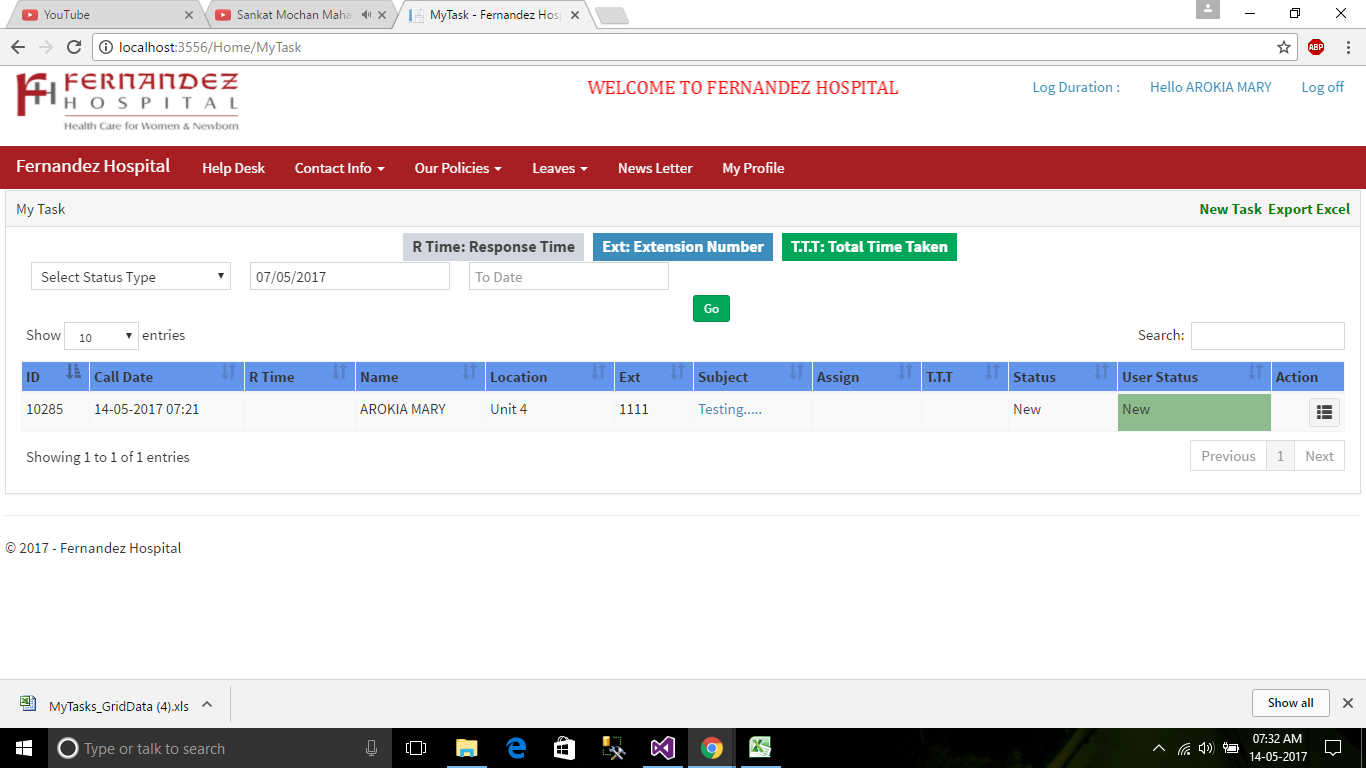 YouTube
Sankat Mochan Maha
MyTask - Fernandez Hosp
localhost:3556/Home/MyTask
ABP
FERNANDEZ
HOSPITAL
Health Care for Women & Newborn
WELCOME TO FERNANDEZ HOSPITAL
Log Duration :
Hello AROKIA MARY
Log off
Fernandez Hospital Help Desk Contact Info Our Policies Leaves News Letter My Profile
My Task
New Task Export Excel
R Time: Response Time Ext: Extension Number T.T.T: Total Time Taken
Select Status Type 07/05/2017 To Date
Go
Show 10 entries
Search:
ID Call Date R Time Name Location Ext Subject Assign T.T.T Status User Status Action
10285 14-05-2017 07:21 AROKIA MARY Unit 4 1111 Testing..... New New
Showing 1 to 1 of 1 entries
Previous 1 Next
© 2017 - Fernandez Hospital
MyTasks_GridData (4).xls
Show all
Type or talk to search
07:32 AM
14-05-2017